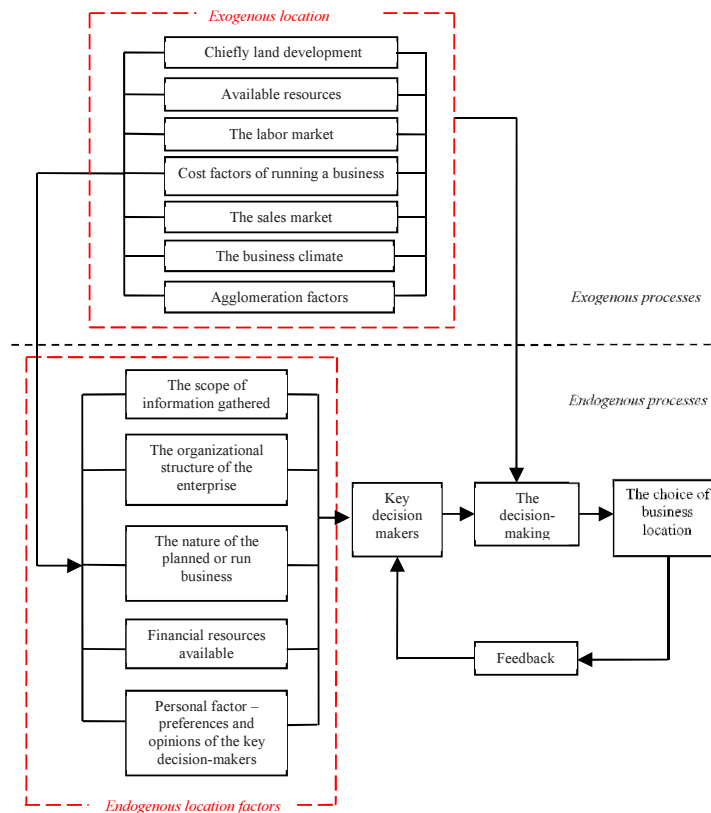 Exogenous location
Chiefly land development
Available resources
The labor market
Cost factors of running a business
The sales market
The business climate
Agglomeration factors
Exogenous processes
Endogenous processes
The scope of
information gathered
The organizational
structure of the
enterprise
The nature of the
planned or run
business
Financial resources
available
Personal factor –
preferences and
opinions of the key
decision-makers
Key
decision
makers
The
decision-
making
The choice of
business
location
Feedback
Endogenous location factors